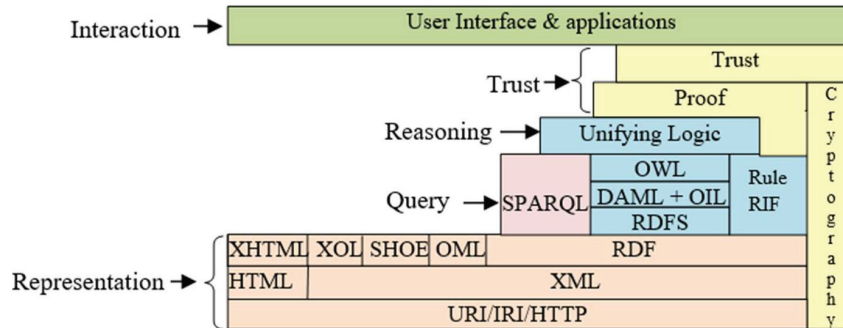 Interaction
User Interface & applications
Trust
Trust
Proof
Cryptography
Reasoning
Unifying Logic
Query
SPARQL
OWL
DAML + OIL
RDFS
Rule
RIF
Representation
XHTML XOL SHOE OML RDF
HTML XML
URI/IRI/HTTP